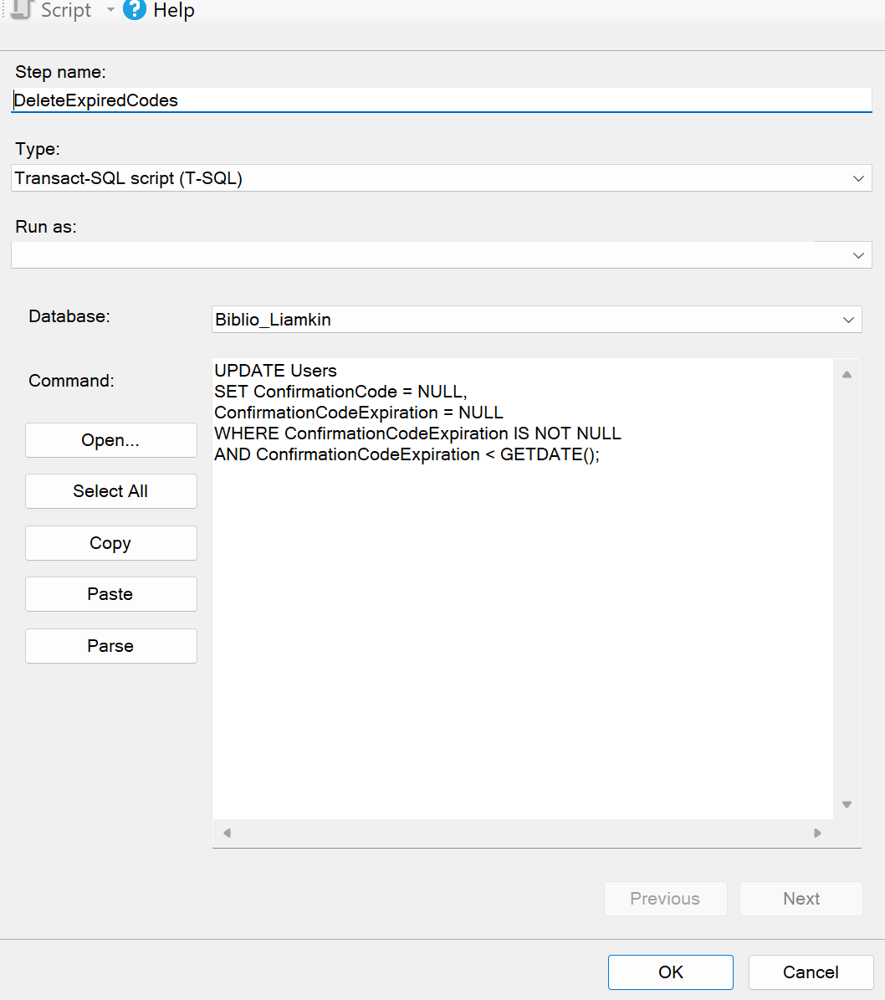 Script Help
Step name:
DeleteExpiredCodes
Type:
Transact-SQL script (T-SQL)
Run as:
Database:
Biblio_Liamkin
Command:
UPDATE Users
SET ConfirmationCode = NULL,
ConfirmationCodeExpiration = NULL
WHERE ConfirmationCodeExpiration IS NOT NULL
AND ConfirmationCodeExpiration < GETDATE();
Open...
Select All
Copy
Paste
Parse
Previous Next
OK Cancel